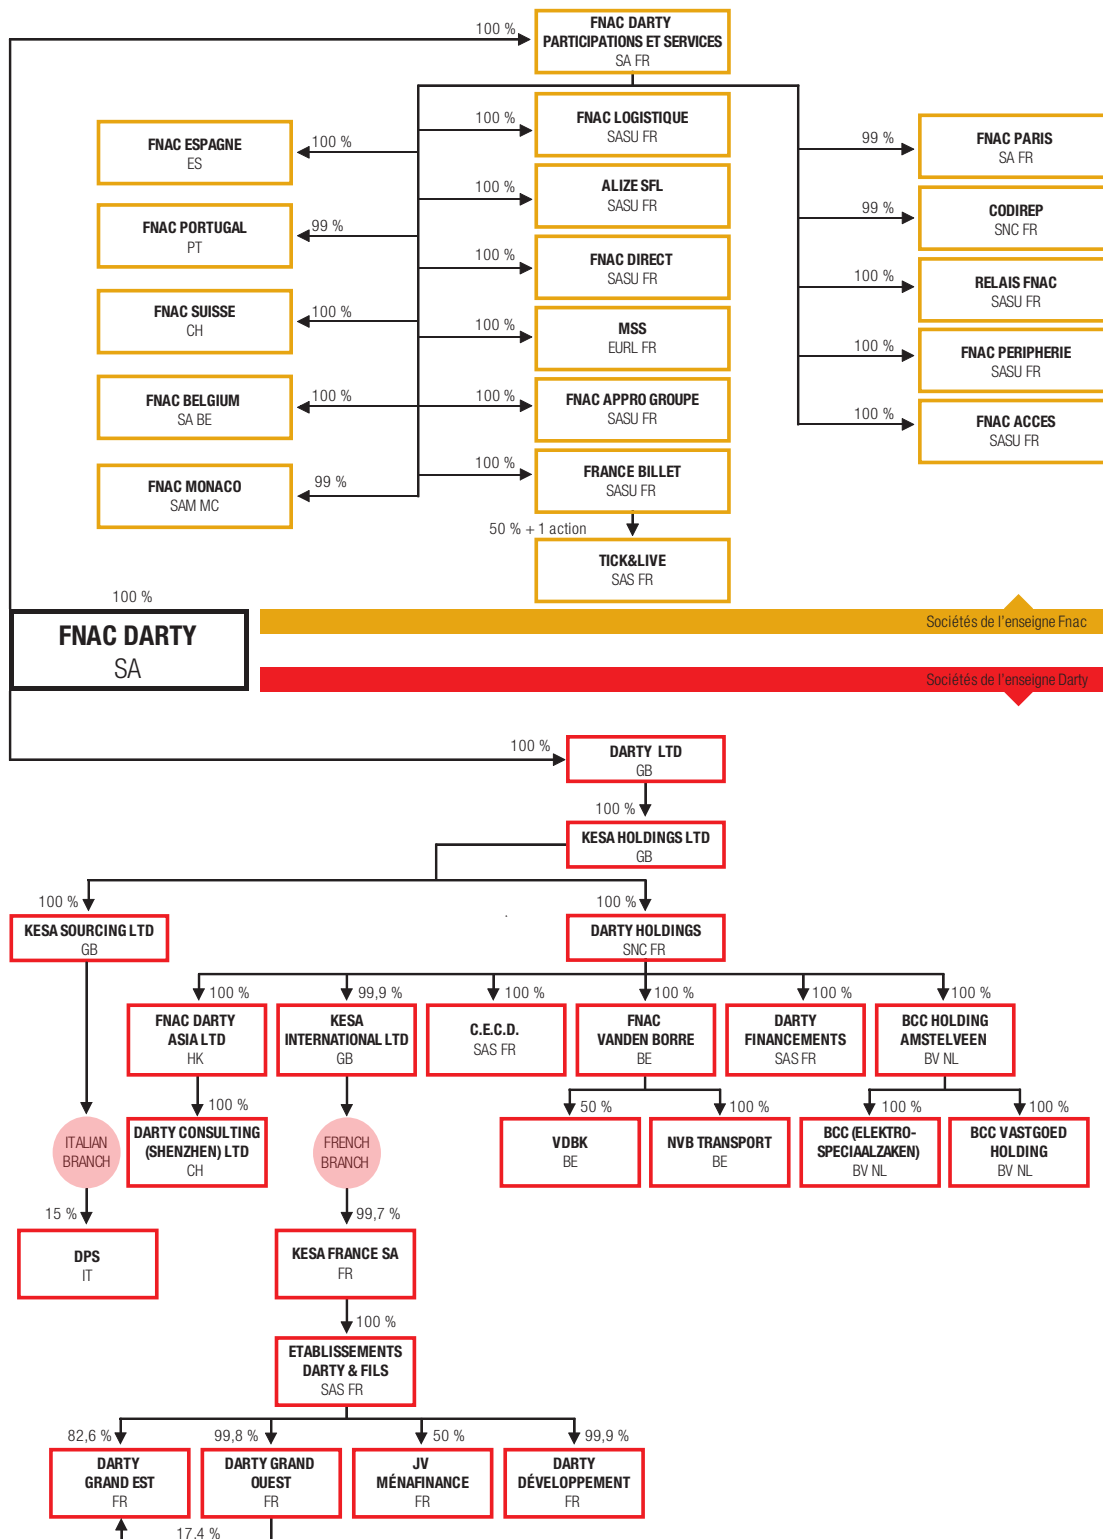 100 %
FNAC DARTY
PARTICIPATIONS ET SERVICES
SA FR
100 %
FNAC LOGISTIQUE
SASU FR
100 %
ALIZE SFL
SASU FR
100 %
FNAC DIRECT
SASU FR
100 %
MSS
EURL FR
100 %
FNAC APPRO GROUPE
SASU FR
100 %
FRANCE BILLET
SASU FR
50 % + 1 action
TICK&LIVE
SAS FR
FNAC ESPAGNE
ES
100 %
FNAC PORTUGAL
PT
99 %
FNAC SUISSE
CH
100 %
FNAC BELGIUM
SA BE
100 %
FNAC MONACO
SAM MC
99 %
99 %
FNAC PARIS
SA FR
99 %
CODIREP
SNC FR
100 %
RELAIS FNAC
SASU FR
100 %
FNAC PERIPHERIE
SASU FR
100 %
FNAC ACCES
SASU FR
100 %
FNAC DARTY
SA
Sociétés de l'enseigne Fnac
Sociétés de l'enseigne Darty
100 %
DARTY LTD
GB
100 %
KESA HOLDINGS LTD
GB
100 %
KESA SOURCING LTD
GB
100 %
DARTY HOLDINGS
SNC FR
100 %
FNAC DARTY
ASIA LTD
HK
99,9 %
KESA
INTERNATIONAL LTD
GB
100 %
C.E.C.D.
SAS FR
100 %
FNAC
VANDEN BORRE
BE
100 %
DARTY
FINANCEMENTS
SAS FR
100 %
BCC HOLDING
AMSTELVEEN
BV NL
ITALIAN
BRANCH
100 %
DARTY CONSULTING
(SHENZHEN) LTD
CH
FRENCH
BRANCH
50 %
VDBK
BE
100 %
NVB TRANSPORT
BE
100 %
BCC (ELEKTRO-
SPECIAALZAKEN)
BV NL
100 %
BCC VASTGOED
HOLDING
BV NL
15 %
DPS
IT
99,7 %
KESA FRANCE SA
FR
100 %
ETABLISSEMENTS
DARTY & FILS
SAS FR
82,6 %
DARTY
GRAND EST
FR
99,8 %
DARTY GRAND
OUEST
FR
50 %
JV
MÉNAFINANCE
FR
99,9 %
DARTY
DÉVELOPPEMENT
FR
17,4 %